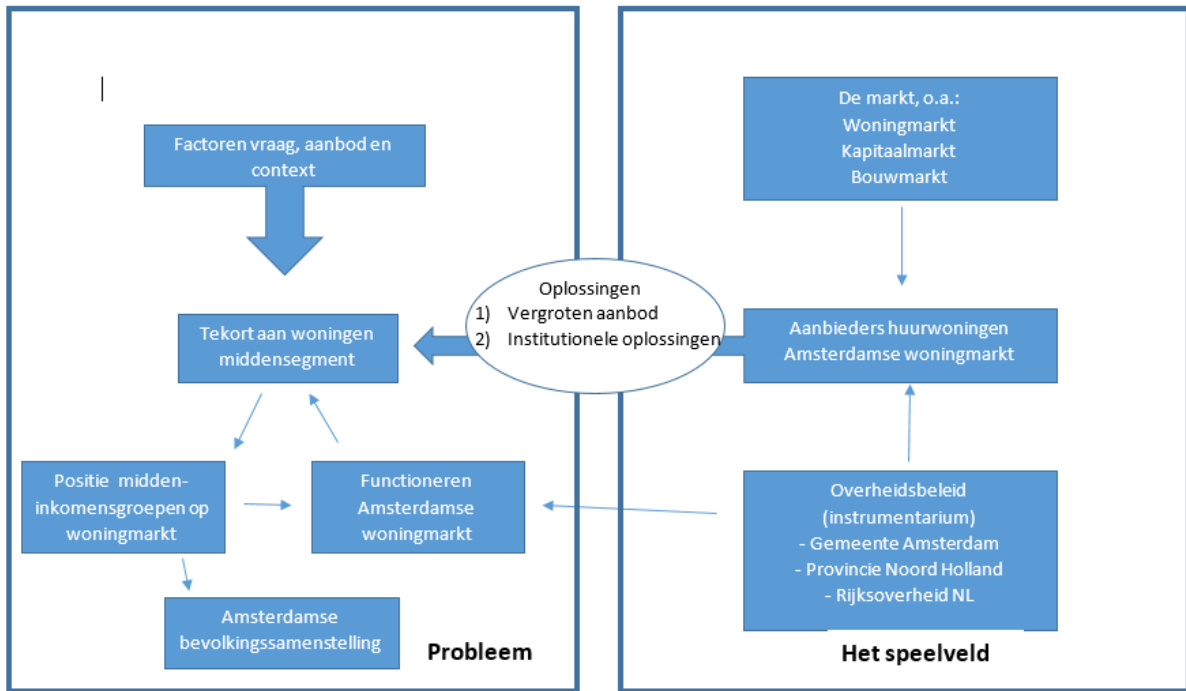 Factoren vraag, aanbod en
context
Tekort aan woningen
middensegment
Positie midden-
inkomensgroepen op
woningmarkt
Functioneren
Amsterdamse
woningmarkt
Amsterdamse
bevolkingssamenstelling
Probleem
Oplossingen
1) Vergroten aanbod
2) Institutionele oplossingen
De markt, o.a.:
Woningmarkt
Kapitaalmarkt
Bouwmarkt
Aanbieders huurwoningen
Amsterdamse woningmarkt
Overheidsbeleid
(instrumentarium)
- Gemeente Amsterdam
- Provincie Noord Holland
- Rijksoverheid NL
Het speelveld